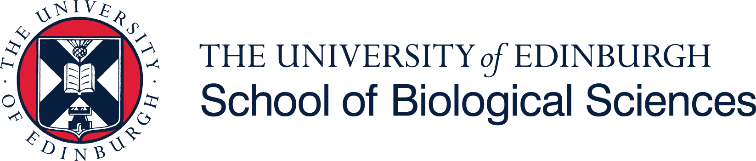 THE UNIVERSITY
OF EDINBURGH
THE UNIVERSITY of EDINBURGH
School of Biological Sciences